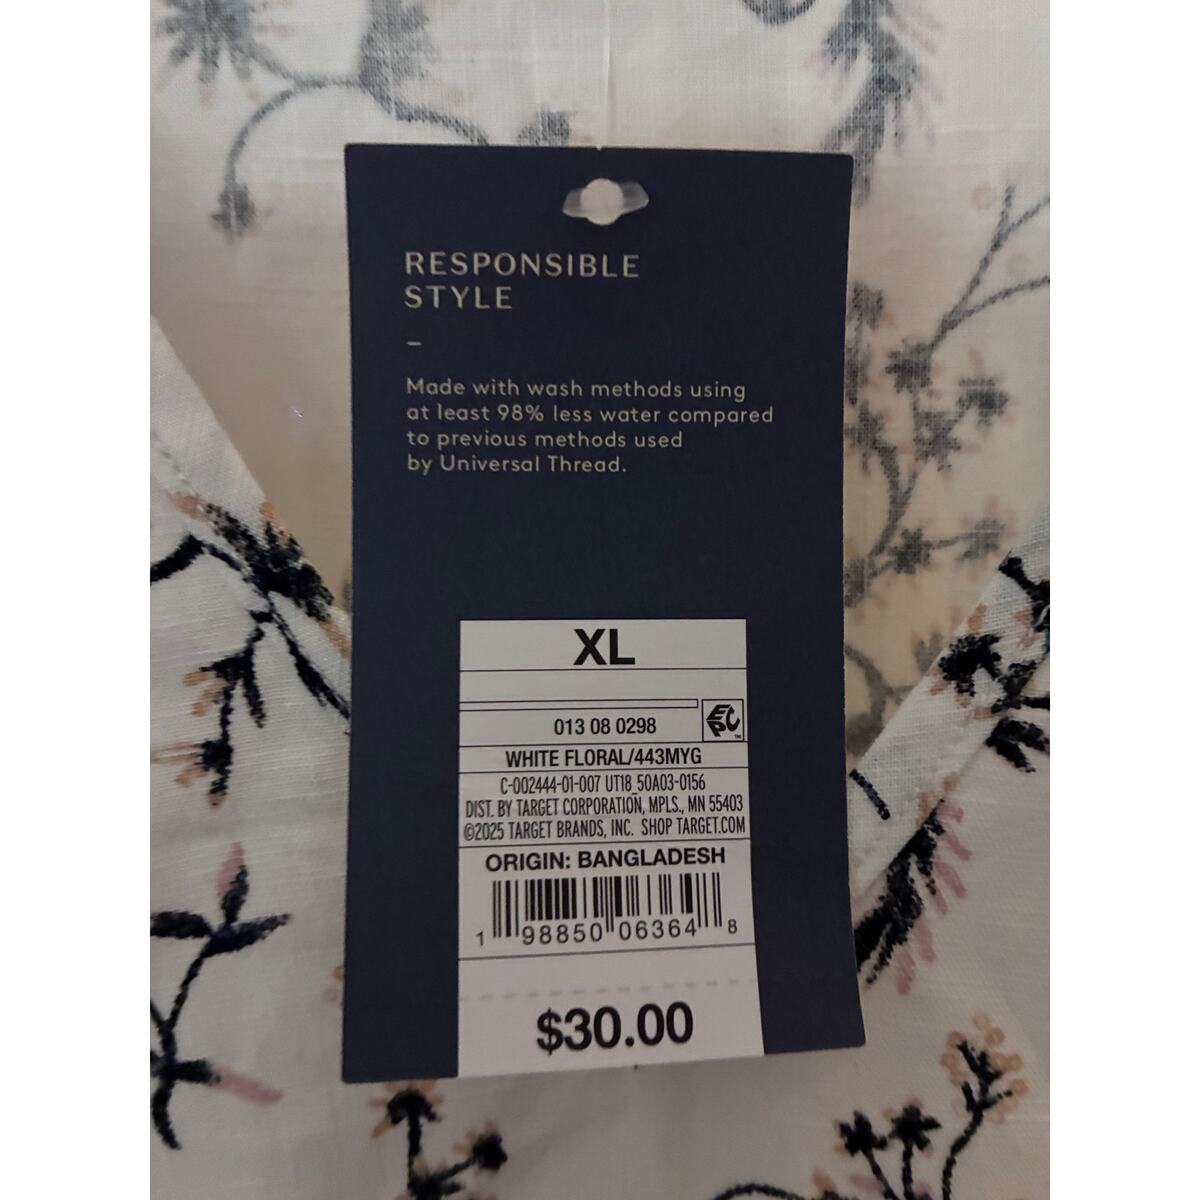 RESPONSIBLE
STYLE
–
Made with wash methods using
at least 98% less water compared
to previous methods used
by Universal Thread.
XL
013 08 0298
EPC™
WHITE FLORAL/443MYG
C-002444-01-007 UT18_50A03-0156
DIST. BY TARGET CORPORATION, MPLS., MN 55403
©2025 TARGET BRANDS, INC. SHOP TARGET.COM
ORIGIN: BANGLADESH
1 98850 06364 8
$30.00